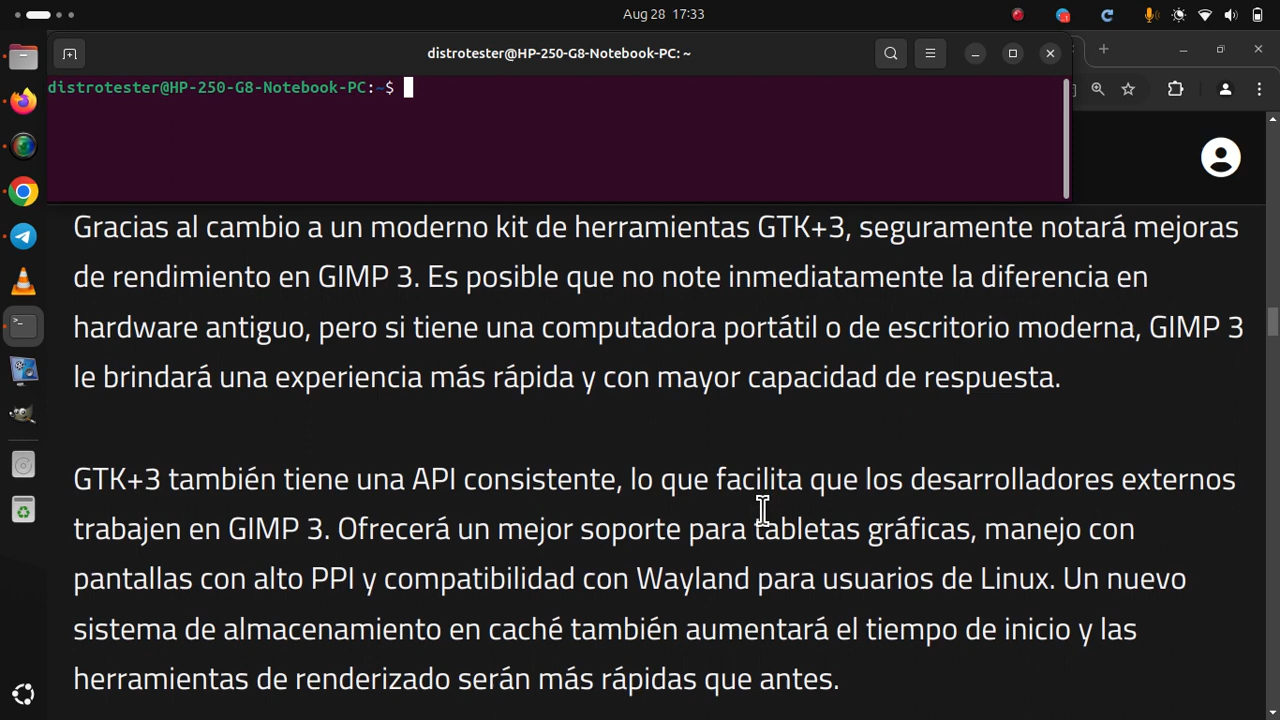 Aug 28 17:33
distrotester@HP-250-G8-Notebook-PC: ~
distrotester@HP-250-G8-Notebook-PC:~$
Gracias al cambio a un moderno kit de herramientas GTK+3, seguramente notará mejoras
de rendimiento en GIMP 3. Es posible que no note inmediatamente la diferencia en
hardware antiguo, pero si tiene una computadora portátil o de escritorio moderna, GIMP 3
le brindará una experiencia más rápida y con mayor capacidad de respuesta.
GTK+3 también tiene una API consistente, lo que facilita que los desarrolladores externos
trabajen en GIMP 3. Ofrecerá un mejor soporte para tabletas gráficas, manejo con
pantallas con alto PPI y compatibilidad con Wayland para usuarios de Linux. Un nuevo
sistema de almacenamiento en caché también aumentará el tiempo de inicio y las
herramientas de renderizado serán más rápidas que antes.